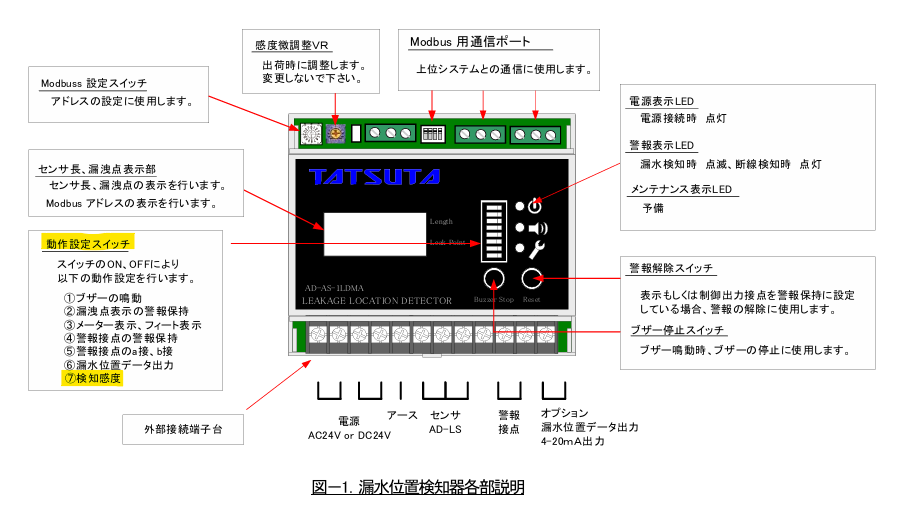 感度微調整VR
出荷時に調整します。
変更しないで下さい。
Modbus 用通信ポート
上位システムとの通信に使用します。
Modbuss 設定スイッチ
アドレスの設定に使用します。
センサ長、漏洩点表示部
センサ長、漏洩点の表示を行います。
Modbus アドレスの表示を行います。
動作設定スイッチ
スイッチのON、OFFにより
以下の動作設定を行います。
①ブザーの鳴動
②漏洩点表示の警報保持
③メーター表示、フィート表示
④警報接点の警報保持
⑤警報接点のa接、b接
⑥漏水位置データ出力
⑦検知感度
外部接続端子台
TATSUTA
Length
Leak Point
AD-AS-1LDMA
LEAKAGE LOCATION DETECTOR
Buzzer Stop
Reset
電源表示LED
電源接続時 点灯
警報表示LED
漏水検知時 点滅、断線検知時 点灯
メンテナンス表示LED
予備
警報解除スイッチ
表示もしくは制御出力接点を警報保持に設定
している場合、警報の解除に使用します。
ブザー停止スイッチ
ブザー鳴動時、ブザーの停止に使用します。
電源
AC24V or DC24V
アース
センサ
AD-LS
警報
接点
オプション
漏水位置データ出力
4-20mA出力
図－1. 漏水位置検知器各部説明